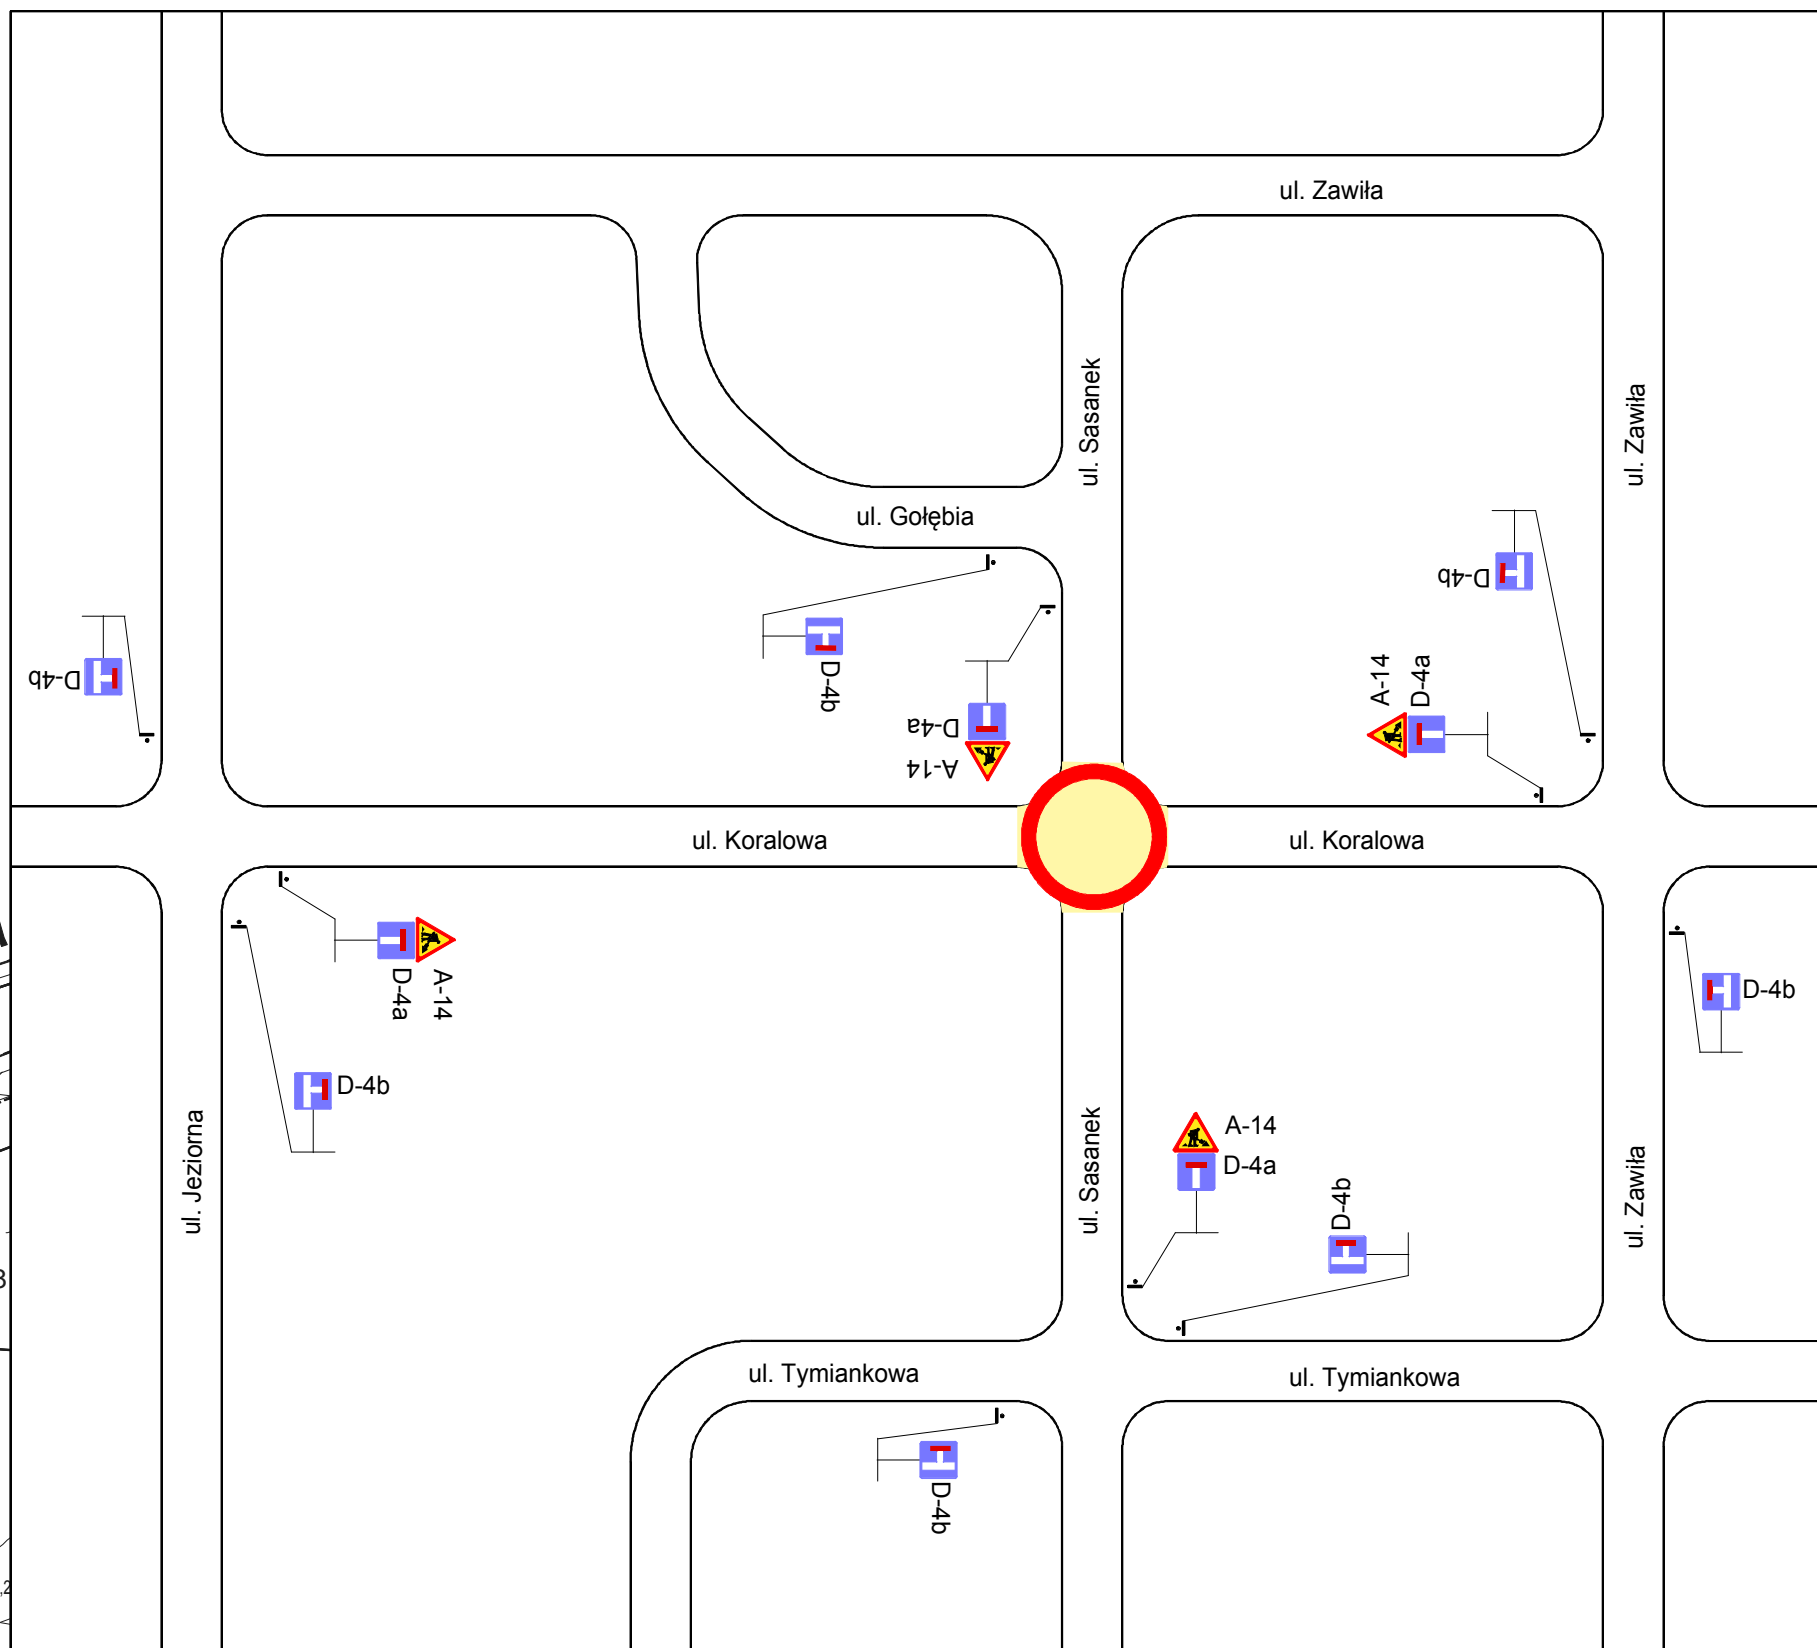 ul. Zawiła
ul. Sasanek
ul. Zawiła
ul. Gołębia
D-4b
D-4b
D-4b
D-4a
A-14
A-14
D-4a
ul. Koralowa
ul. Koralowa
D-4a
A-14
D-4b
D-4b
ul. Jeziorna
ul. Sasanek
A-14
D-4a
D-4b
ul. Zawiła
ul. Tymiankowa
ul. Tymiankowa
D-4b